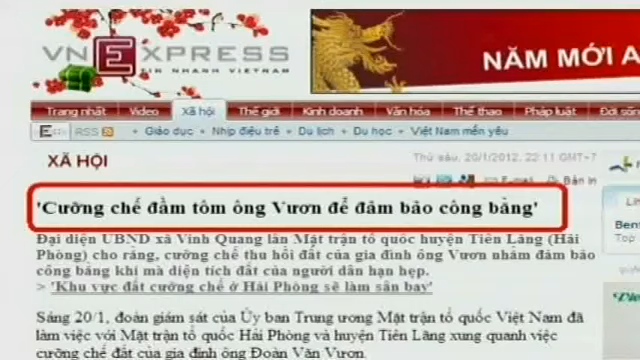 VNEXPRESS
TIN NHANH VIETNAM
NĂM MỚI A
Trang nhất Video Xã hội Thế giới Kinh doanh Văn hóa Thể thao Pháp luật Đời sốn
RSS Giáo dục Nhịp điệu trẻ Du lịch Du học Việt Nam mến yêu
XÃ HỘI
Thứ sáu, 20/1/2012, 22:11 GMT+7
E-mail Bản in
'Cưỡng chế đầm tôm ông Vươn để đảm bảo công bằng'
Đại diện UBND xã Vinh Quang lẫn Mặt trận tổ quốc huyện Tiên Lãng (Hải
Phòng) cho rằng, cưỡng chế thu hồi đất của gia đình ông Vươn nhằm đảm bảo
công bằng khi mà diện tích đất của người dân hạn hẹp.
> 'Khu vực đất cưỡng chế ở Hải Phòng sẽ làm sân bay'
Sáng 20/1, đoàn giám sát của Ủy ban Trung ương Mặt trận tổ quốc Việt Nam đã
làm việc với Mặt trận tổ quốc Hải Phòng và huyện Tiên Lãng xung quanh việc
cưỡng chế đất của gia đình ông Đoàn Văn Vươn.